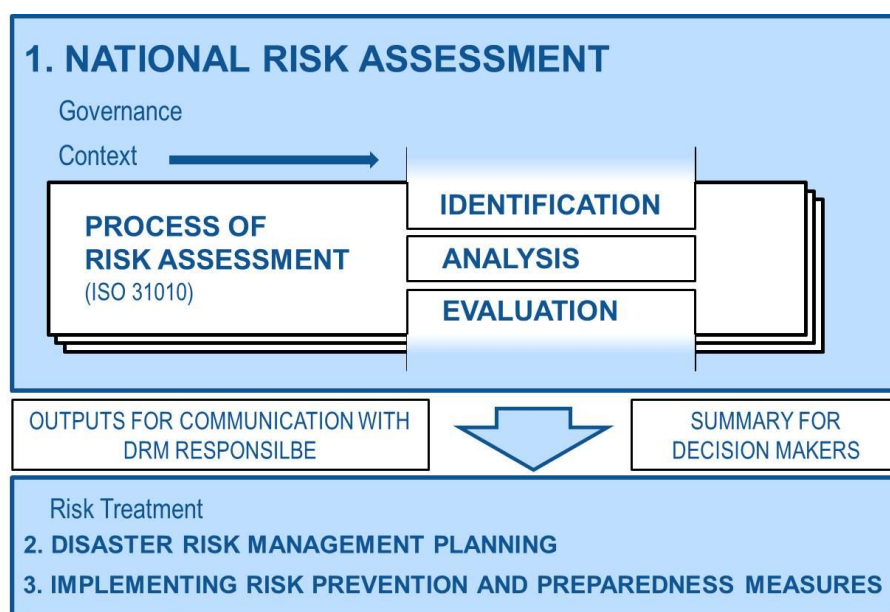 1. NATIONAL RISK ASSESSMENT
Governance
Context
PROCESS OF
RISK ASSESSMENT
(ISO 31010)
IDENTIFICATION
ANALYSIS
EVALUATION
OUTPUTS FOR COMMUNICATION WITH
DRM RESPONSILBE
SUMMARY FOR
DECISION MAKERS
Risk Treatment
2. DISASTER RISK MANAGEMENT PLANNING
3. IMPLEMENTING RISK PREVENTION AND PREPAREDNESS MEASURES